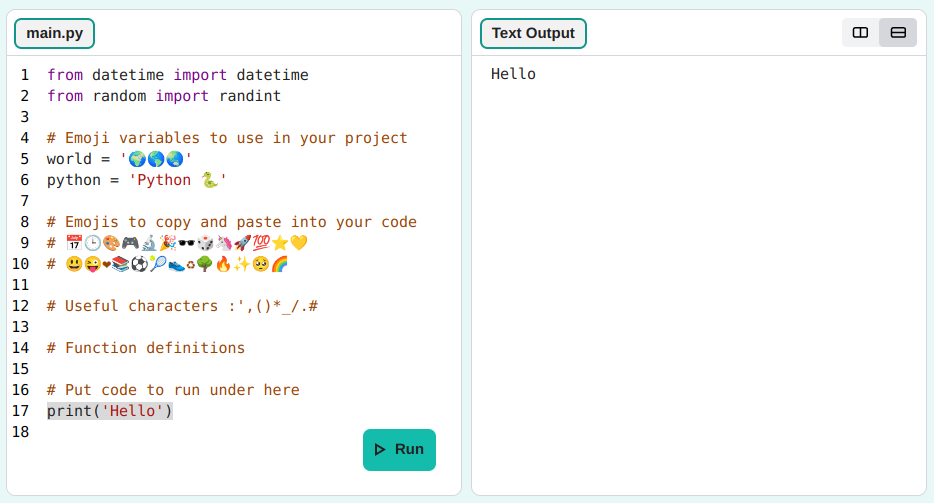 main.py
1 from datetime import datetime
2 from random import randint
3
4 # Emoji variables to use in your project
5 world = '🌍🌎🌏'
6 python = 'Python 🐍'
7
8 # Emojis to copy and paste into your code
9 # 📅🕒🎨🎮🔬🎉🕶️🎲🦄🚀💯⭐💛
10 # 😃😜❤️📚⚽🎾👟♻️🌳🔥✨🥺🌈
11
12 # Useful characters :',()*_/.#
13
14 # Function definitions
15
16 # Put code to run under here
17 print('Hello')
18
Run
Text Output
Hello